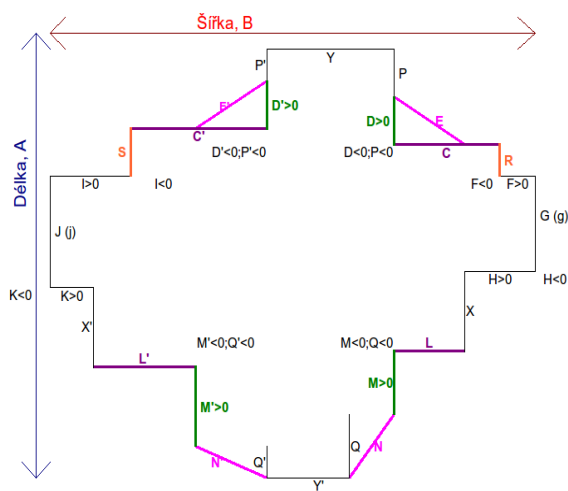 Šířka, B
Délka, A
Y
P'
P
E'
D'>0
D>0
E
C'
C
S
R
D'<0;P'<0
D<0;P<0
I>0
I<0
F<0
F>0
J (j)
G (g)
K<0
K>0
H>0
H<0
X'
X
M'<0;Q'<0
M<0;Q<0
L'
L
M'>0
M>0
N'
Q'
Q
N
Y'